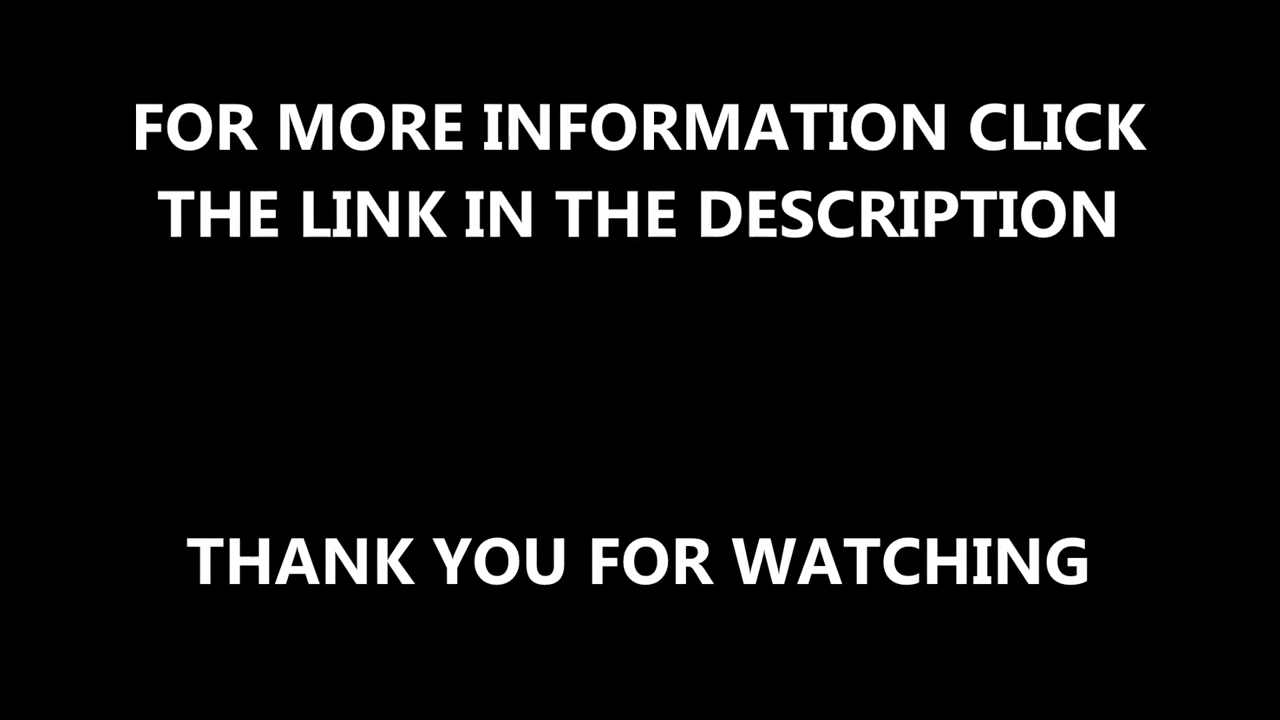 FOR MORE INFORMATION CLICK
THE LINK IN THE DESCRIPTION
THANK YOU FOR WATCHING